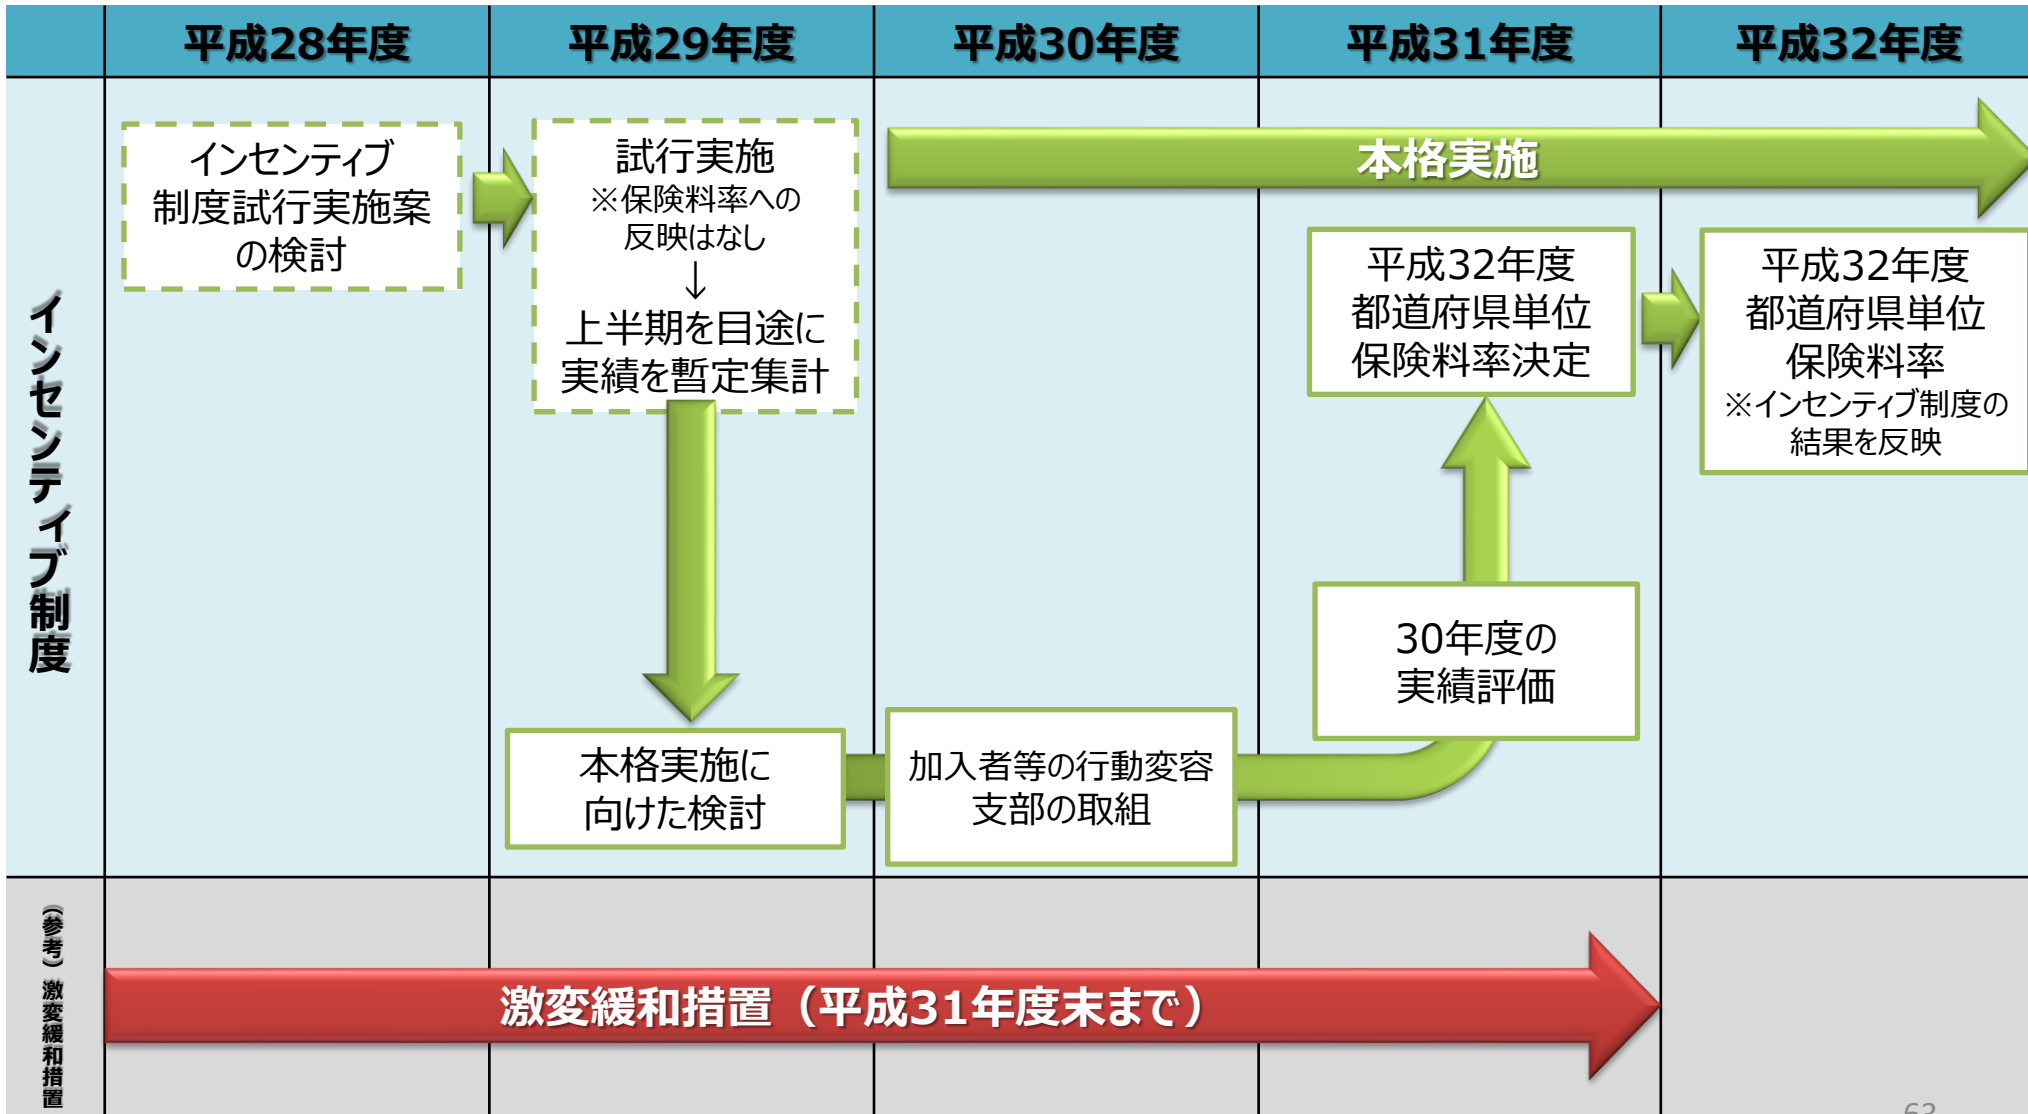 平成28年度
平成29年度
平成30年度
平成31年度
平成32年度
インセンティブ制度
インセンティブ
制度試行実施案
の検討
試行実施
※保険料率への
反映はなし
↓
上半期を目途に
実績を暫定集計
本格実施に
向けた検討
本格実施
加入者等の行動変容
支部の取組
平成32年度
都道府県単位
保険料率決定
30年度の
実績評価
平成32年度
都道府県単位
保険料率
※インセンティブ制度の
結果を反映
(参考)激変緩和措置
激変緩和措置（平成31年度末まで）
63